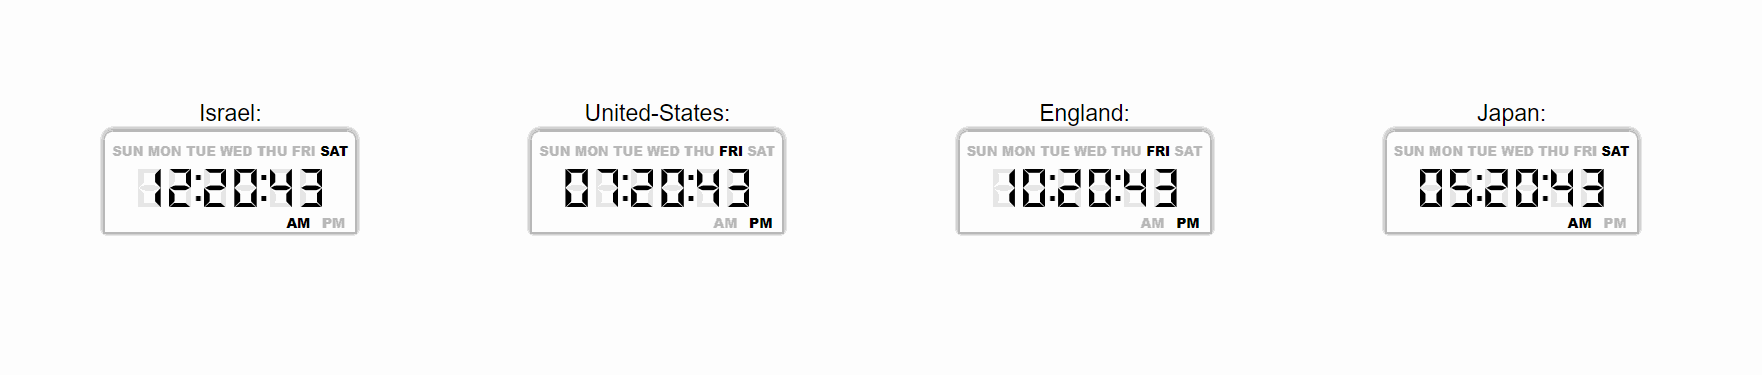 Israel:
SUN MON TUE WED THU FRI SAT
12:20:43
AM PM
United-States:
SUN MON TUE WED THU FRI SAT
07:20:43
AM PM
England:
SUN MON TUE WED THU FRI SAT
10:20:43
AM PM
Japan:
SUN MON TUE WED THU FRI SAT
05:20:43
AM PM